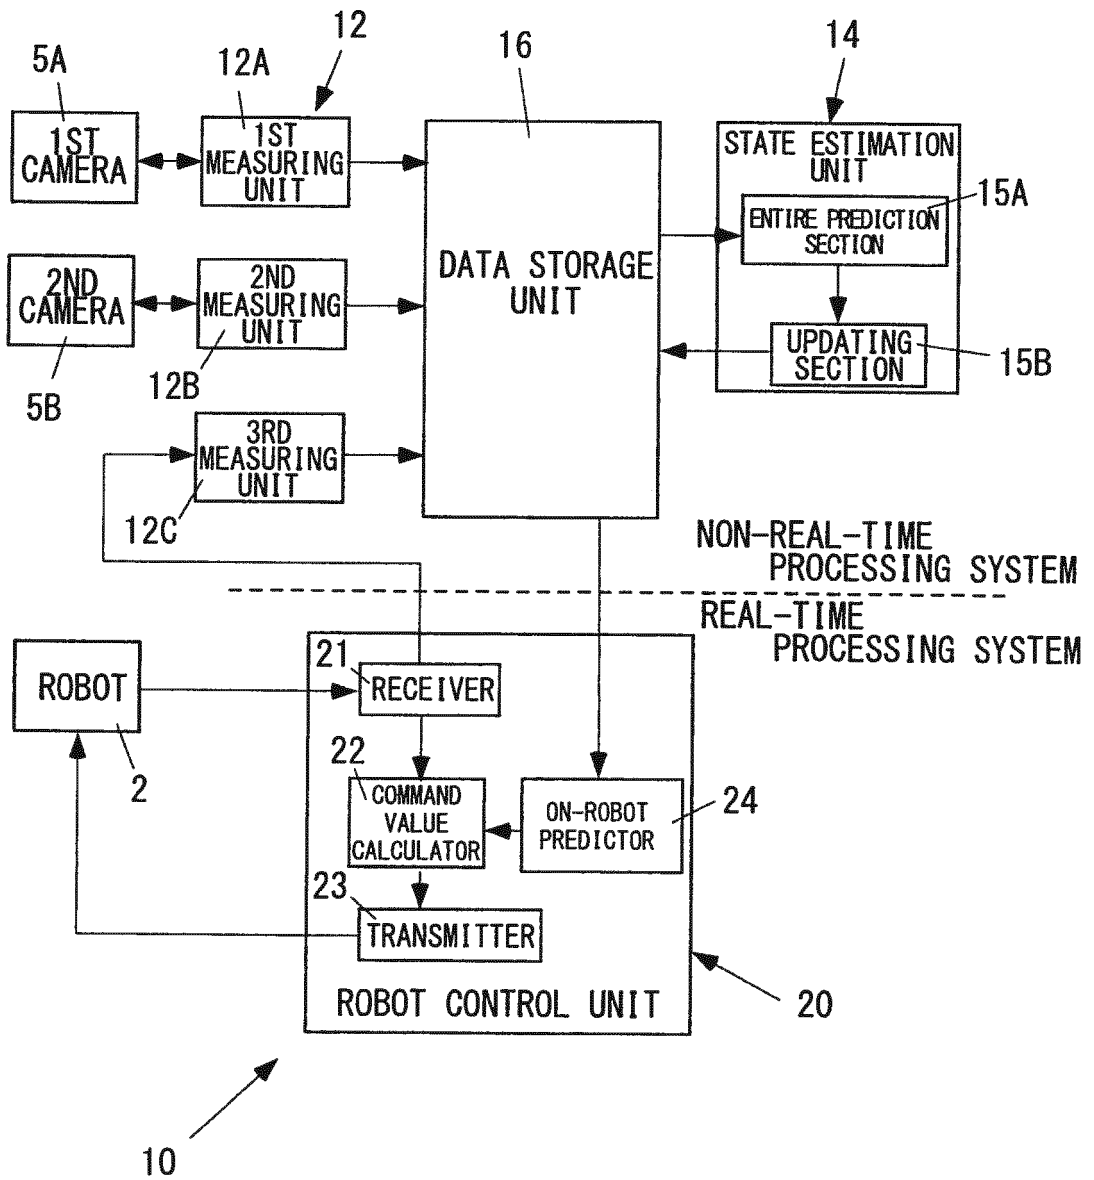 12
16
14
5A
12A
1ST
CAMERA
1ST
MEASURING
UNIT
STATE ESTIMATION
UNIT
15A
ENTIRE PREDICTION
SECTION
2ND
CAMERA
2ND
MEASURING
UNIT
DATA STORAGE
UNIT
UPDATING
SECTION
15B
5B
12B
3RD
MEASURING
UNIT
12C
NON-REAL-TIME
PROCESSING SYSTEM
REAL-TIME
PROCESSING SYSTEM
ROBOT
2
21
RECEIVER
22
COMMAND
VALUE
CALCULATOR
ON-ROBOT
PREDICTOR
24
23
TRANSMITTER
ROBOT CONTROL UNIT
20
10